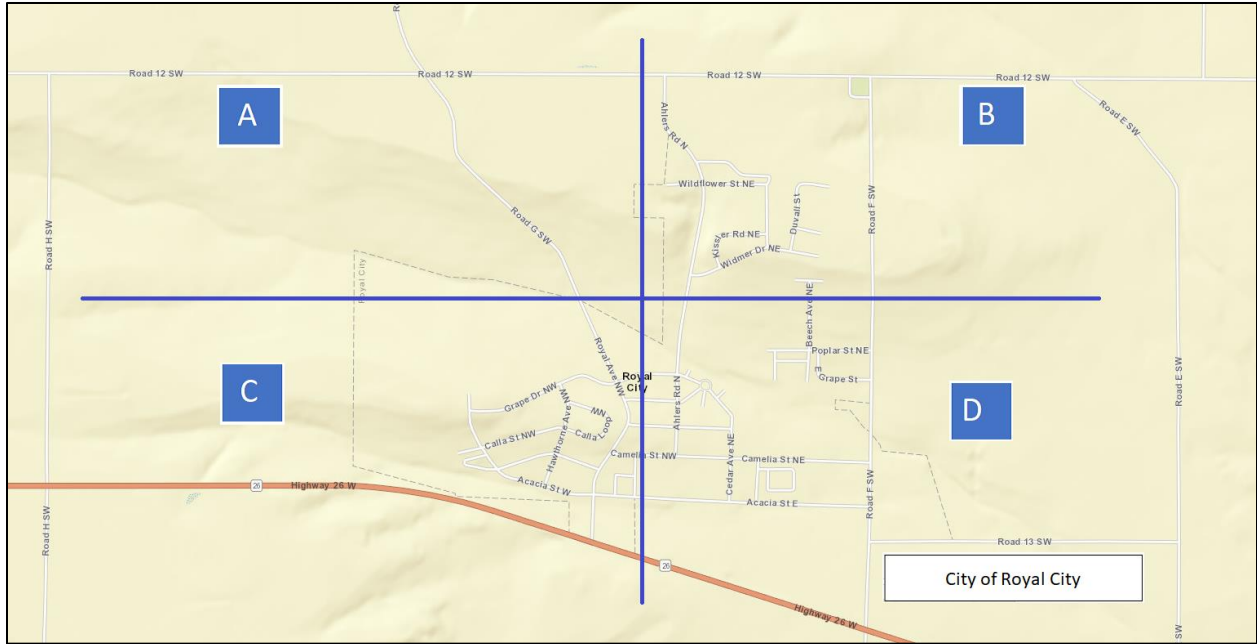 Road 12 SW
Road 12 SW
Road 12 SW
Road 12 SW
A
B
Ahlers Rd N
Road E SW
Wildflower St NE
Duvall St
Road F SW
Road H SW
Road G SW
Kissler Rd NE
Widmer Dr NE
Royal City
Beech Ave NE
Poplar St NE
E
Grape St
Royal Ave NW
Royal
City
Road E SW
C
D
Grape Dr NW
NW
NW
Ahlers Rd N
Hawthorne Ave
Calla Loop
Calla St NW
Camelia St NW
Camelia St NE
Cedar Ave NE
Acacia St W
Acacia St E
Road F SW
26
Highway 26 W
Road H SW
Road 13 SW
26
City of Royal City
Highway 26 W
SW